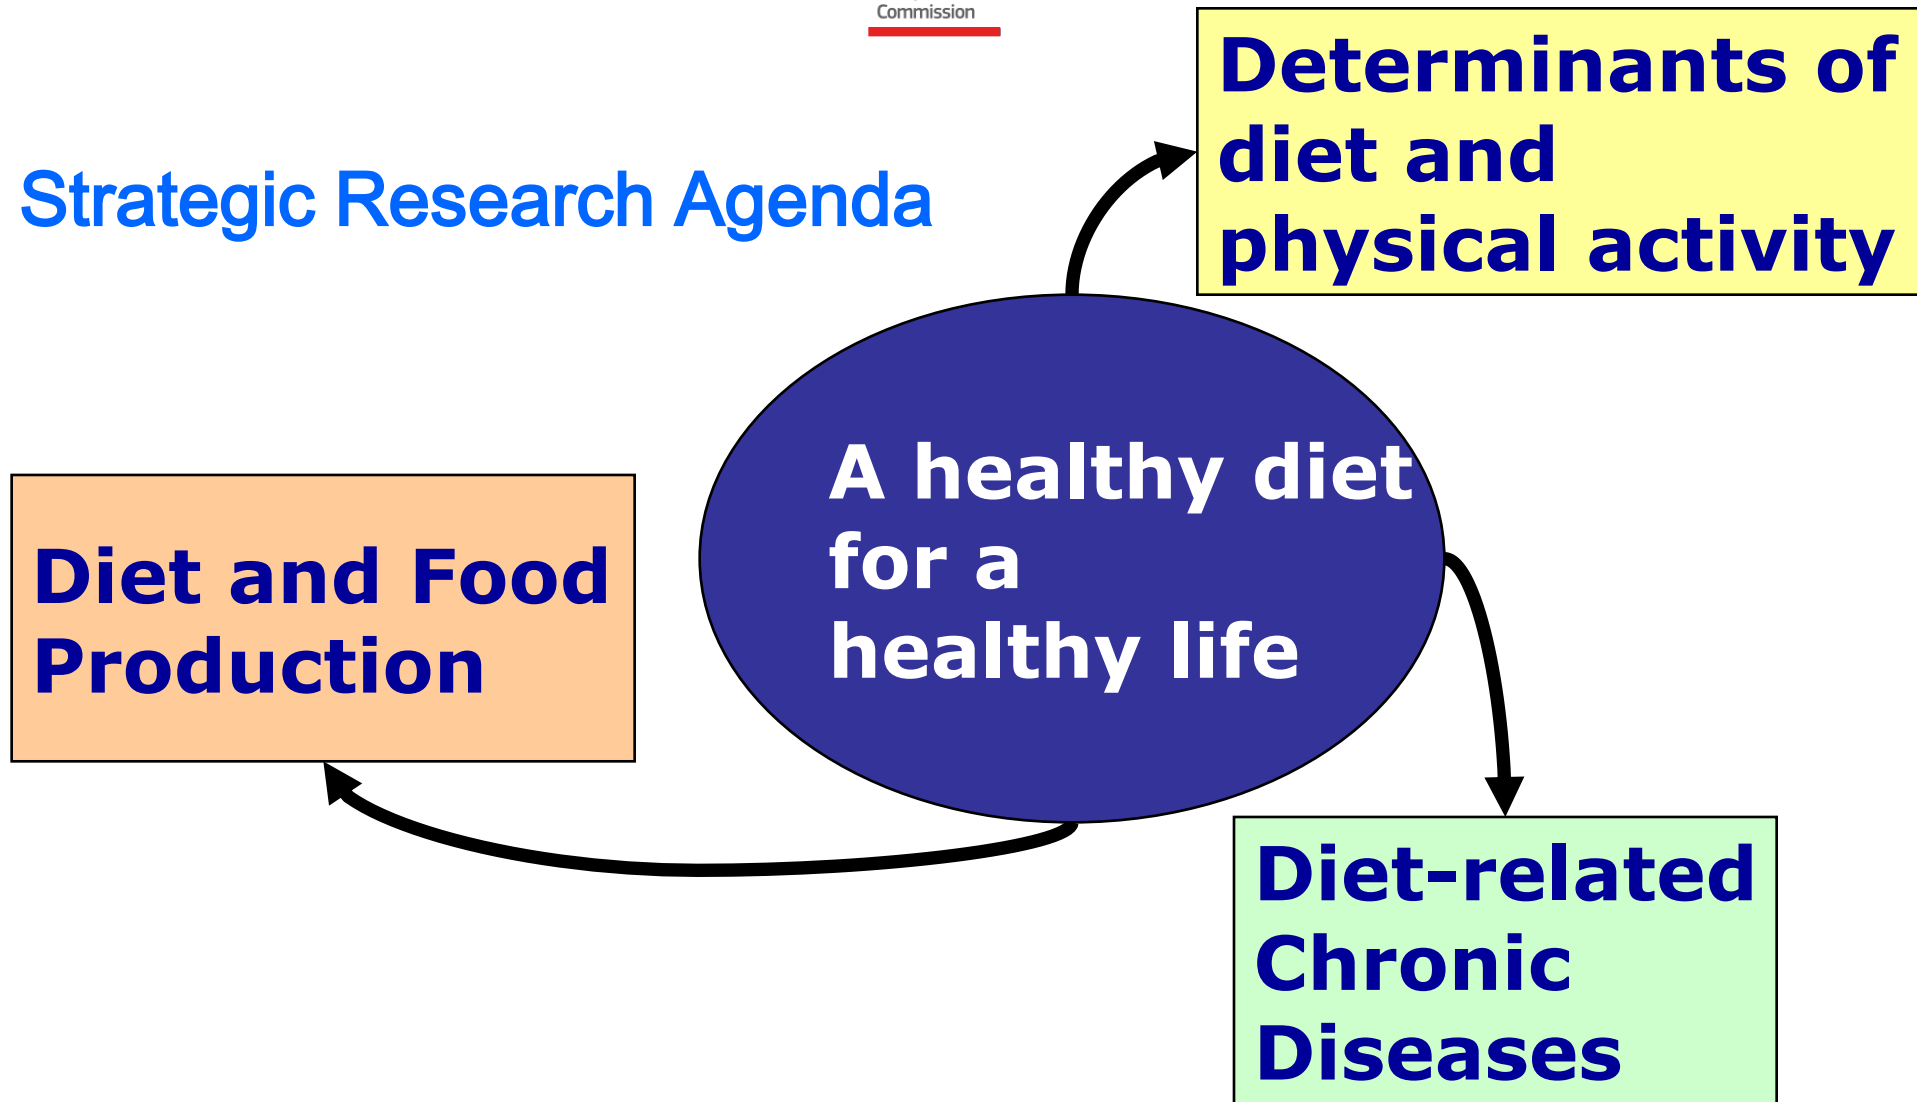 Commission
Determinants of
diet and
physical activity
Strategic Research Agenda
A healthy diet
for a
healthy life
Diet and Food
Production
Diet-related
Chronic
Diseases